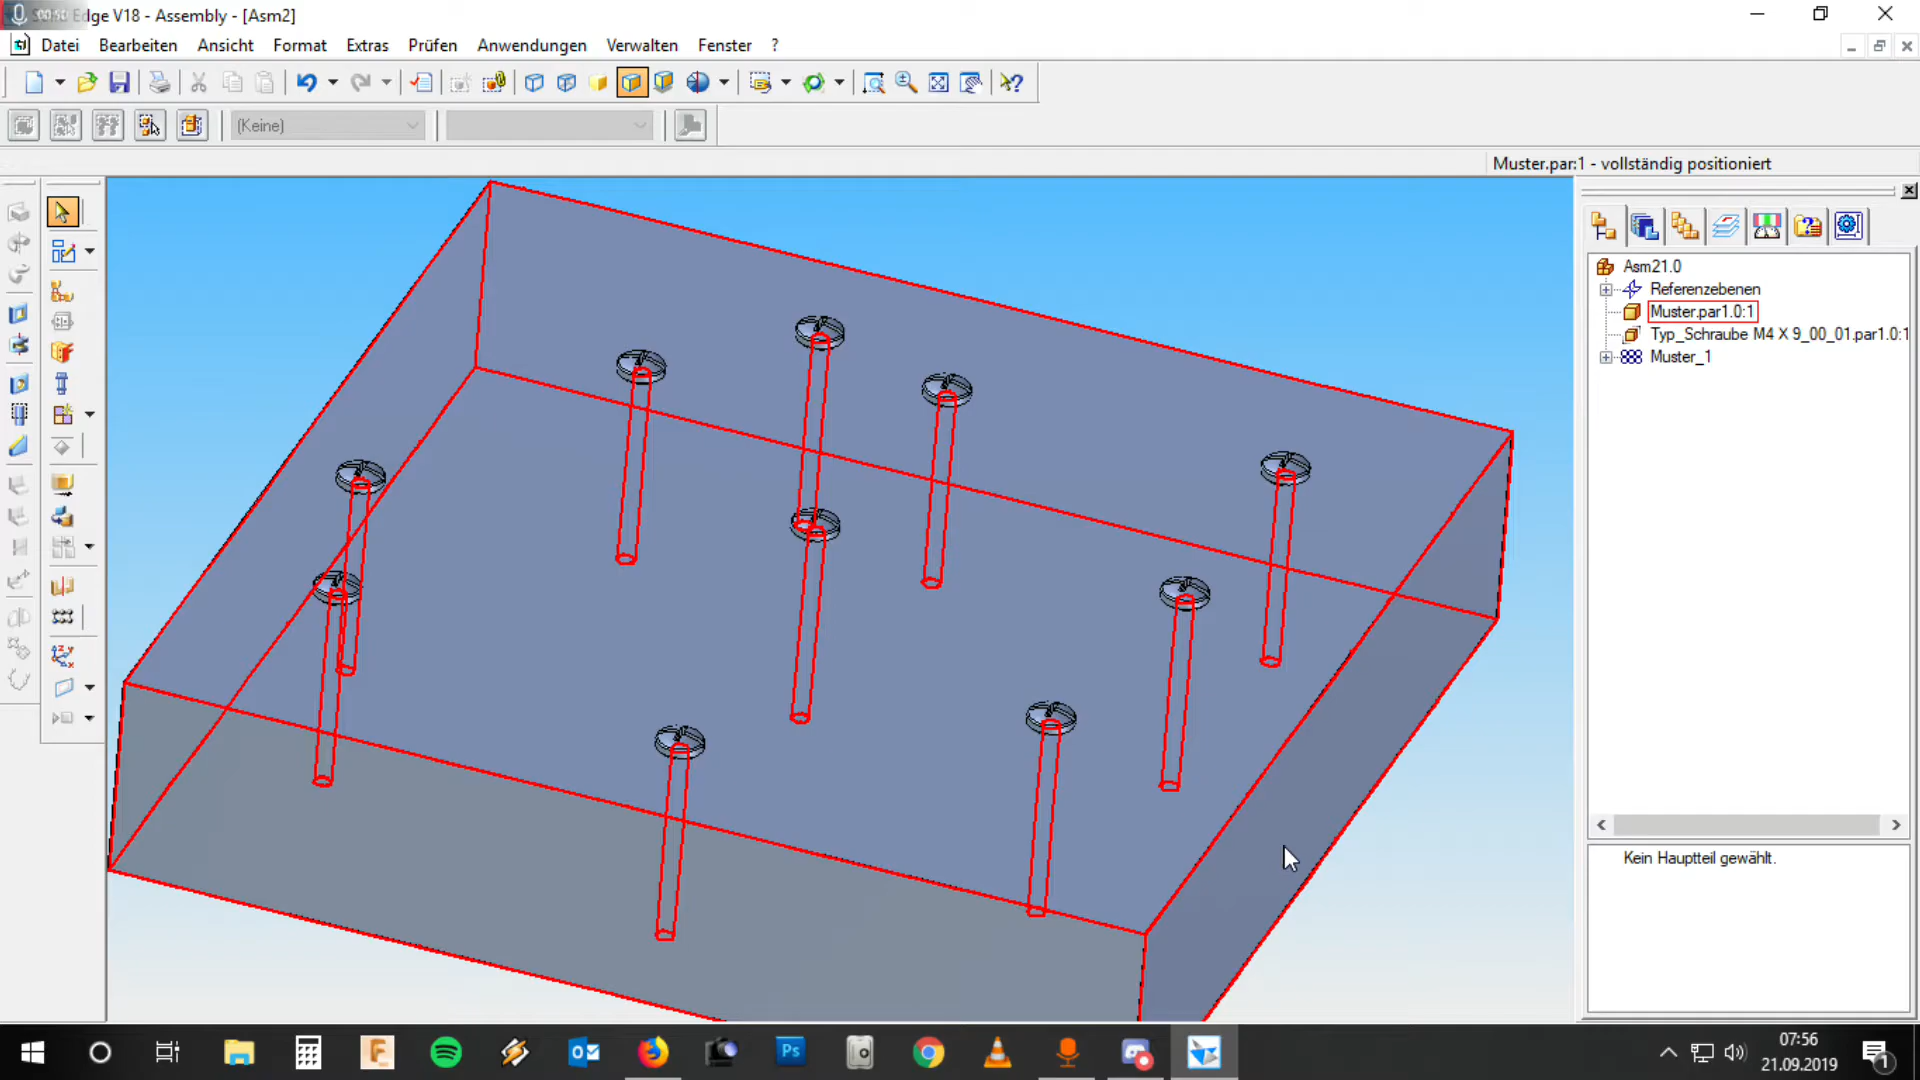 Edge V18 - Assembly - [Asm2]
Datei Bearbeiten Ansicht Format Extras Prüfen Anwendungen Verwalten Fenster ?
(Keine)
Muster.par:1 - vollständig positioniert
Asm21.0
Referenzebenen
Muster.par1.0:1
Typ_Schraube M4 X 9_00_01.par1.0:1
Muster_1
Kein Hauptteil gewählt.
Ps
07:56
21.09.2019
1